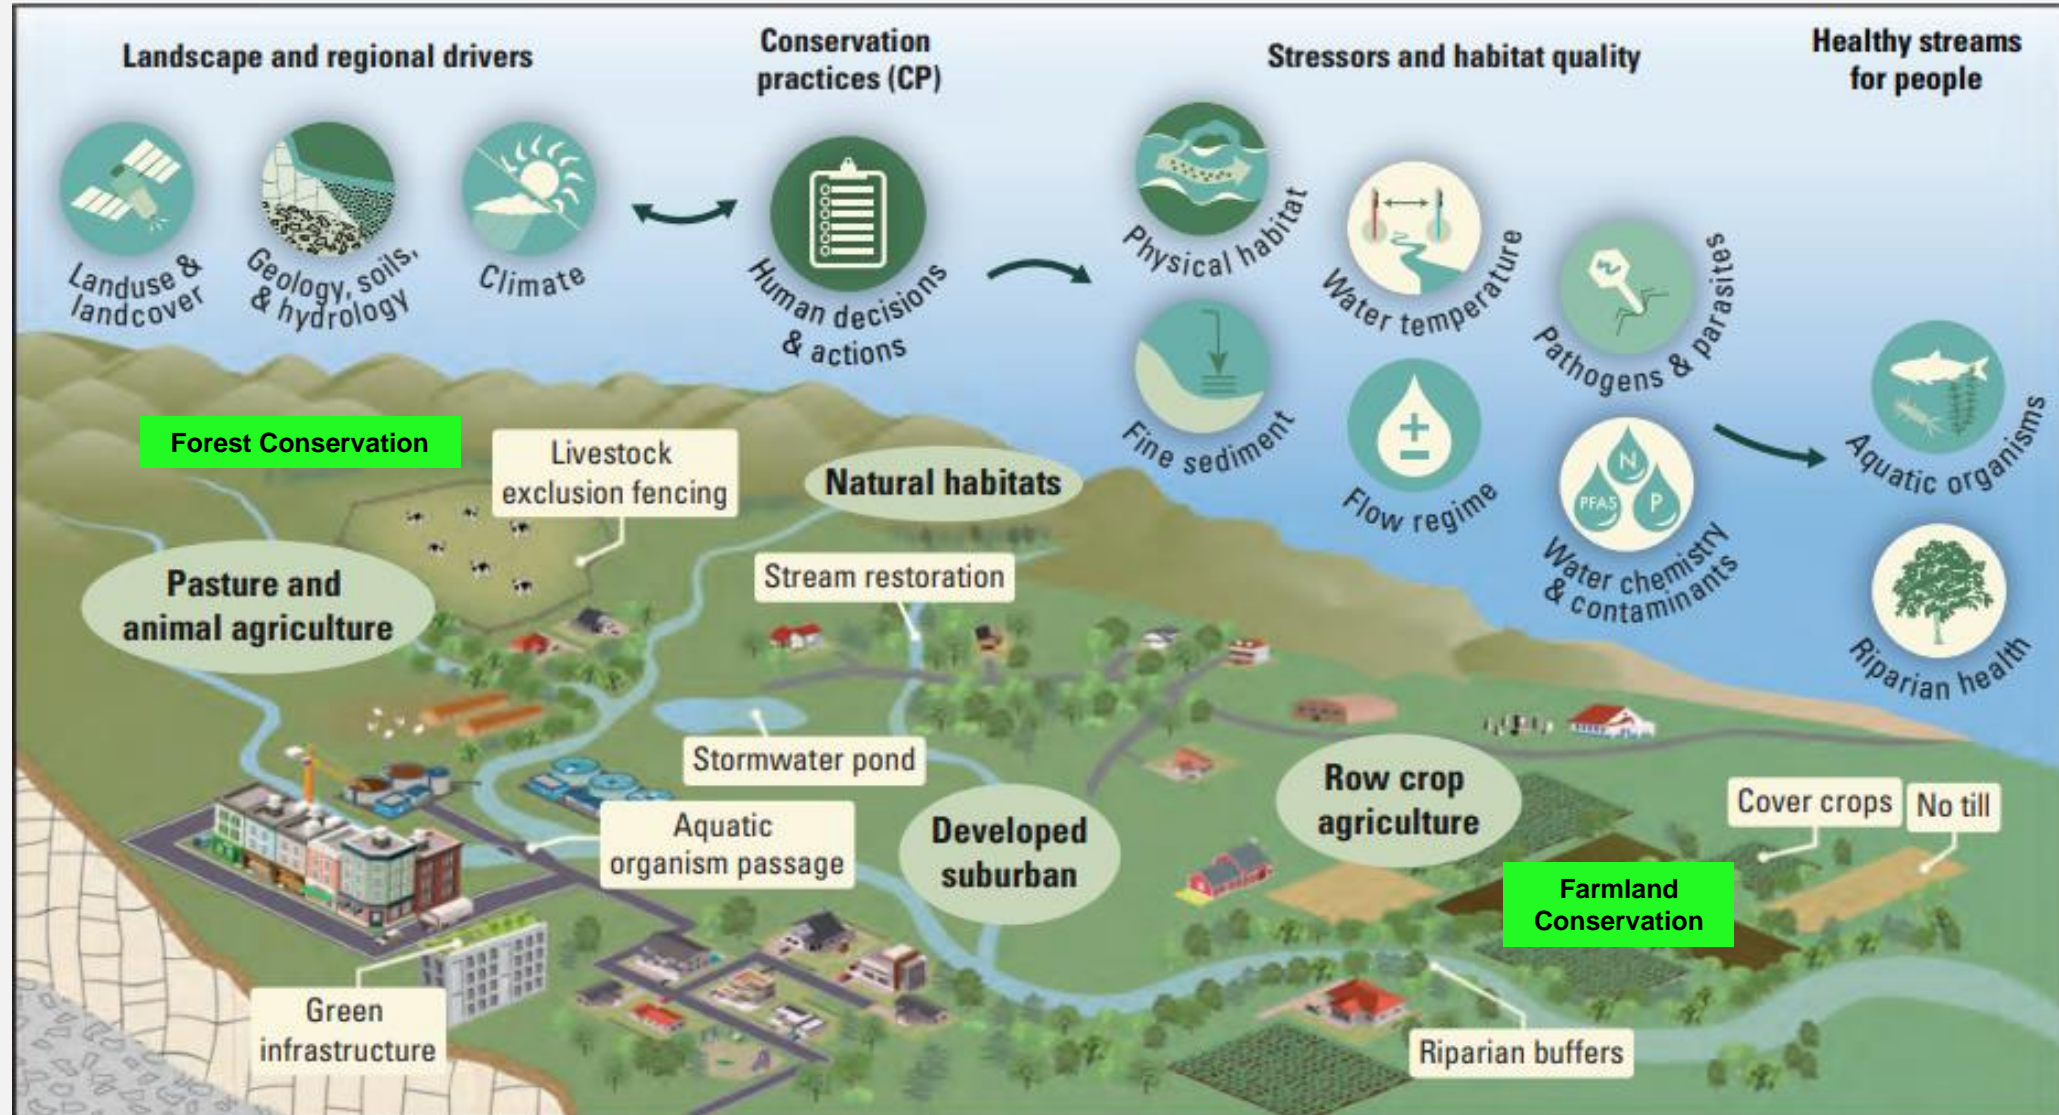 Landscape and regional drivers
Conservation
practices (CP)
Stressors and habitat quality
Healthy streams
for people
Landuse &
landcover
Geology, soils,
& hydrology
Climate
Human decisions
& actions
Physical habitat
Water temperature
Pathogens & parasites
Fine sediment
Flow regime
N
PFAS
P
Water chemistry
& contaminants
Aquatic organisms
Riparian health
Forest Conservation
Livestock
exclusion fencing
Natural habitats
Pasture and
animal agriculture
Stream restoration
Stormwater pond
Aquatic
organism passage
Developed
suburban
Row crop
agriculture
Cover crops
No till
Farmland
Conservation
Green
infrastructure
Riparian buffers